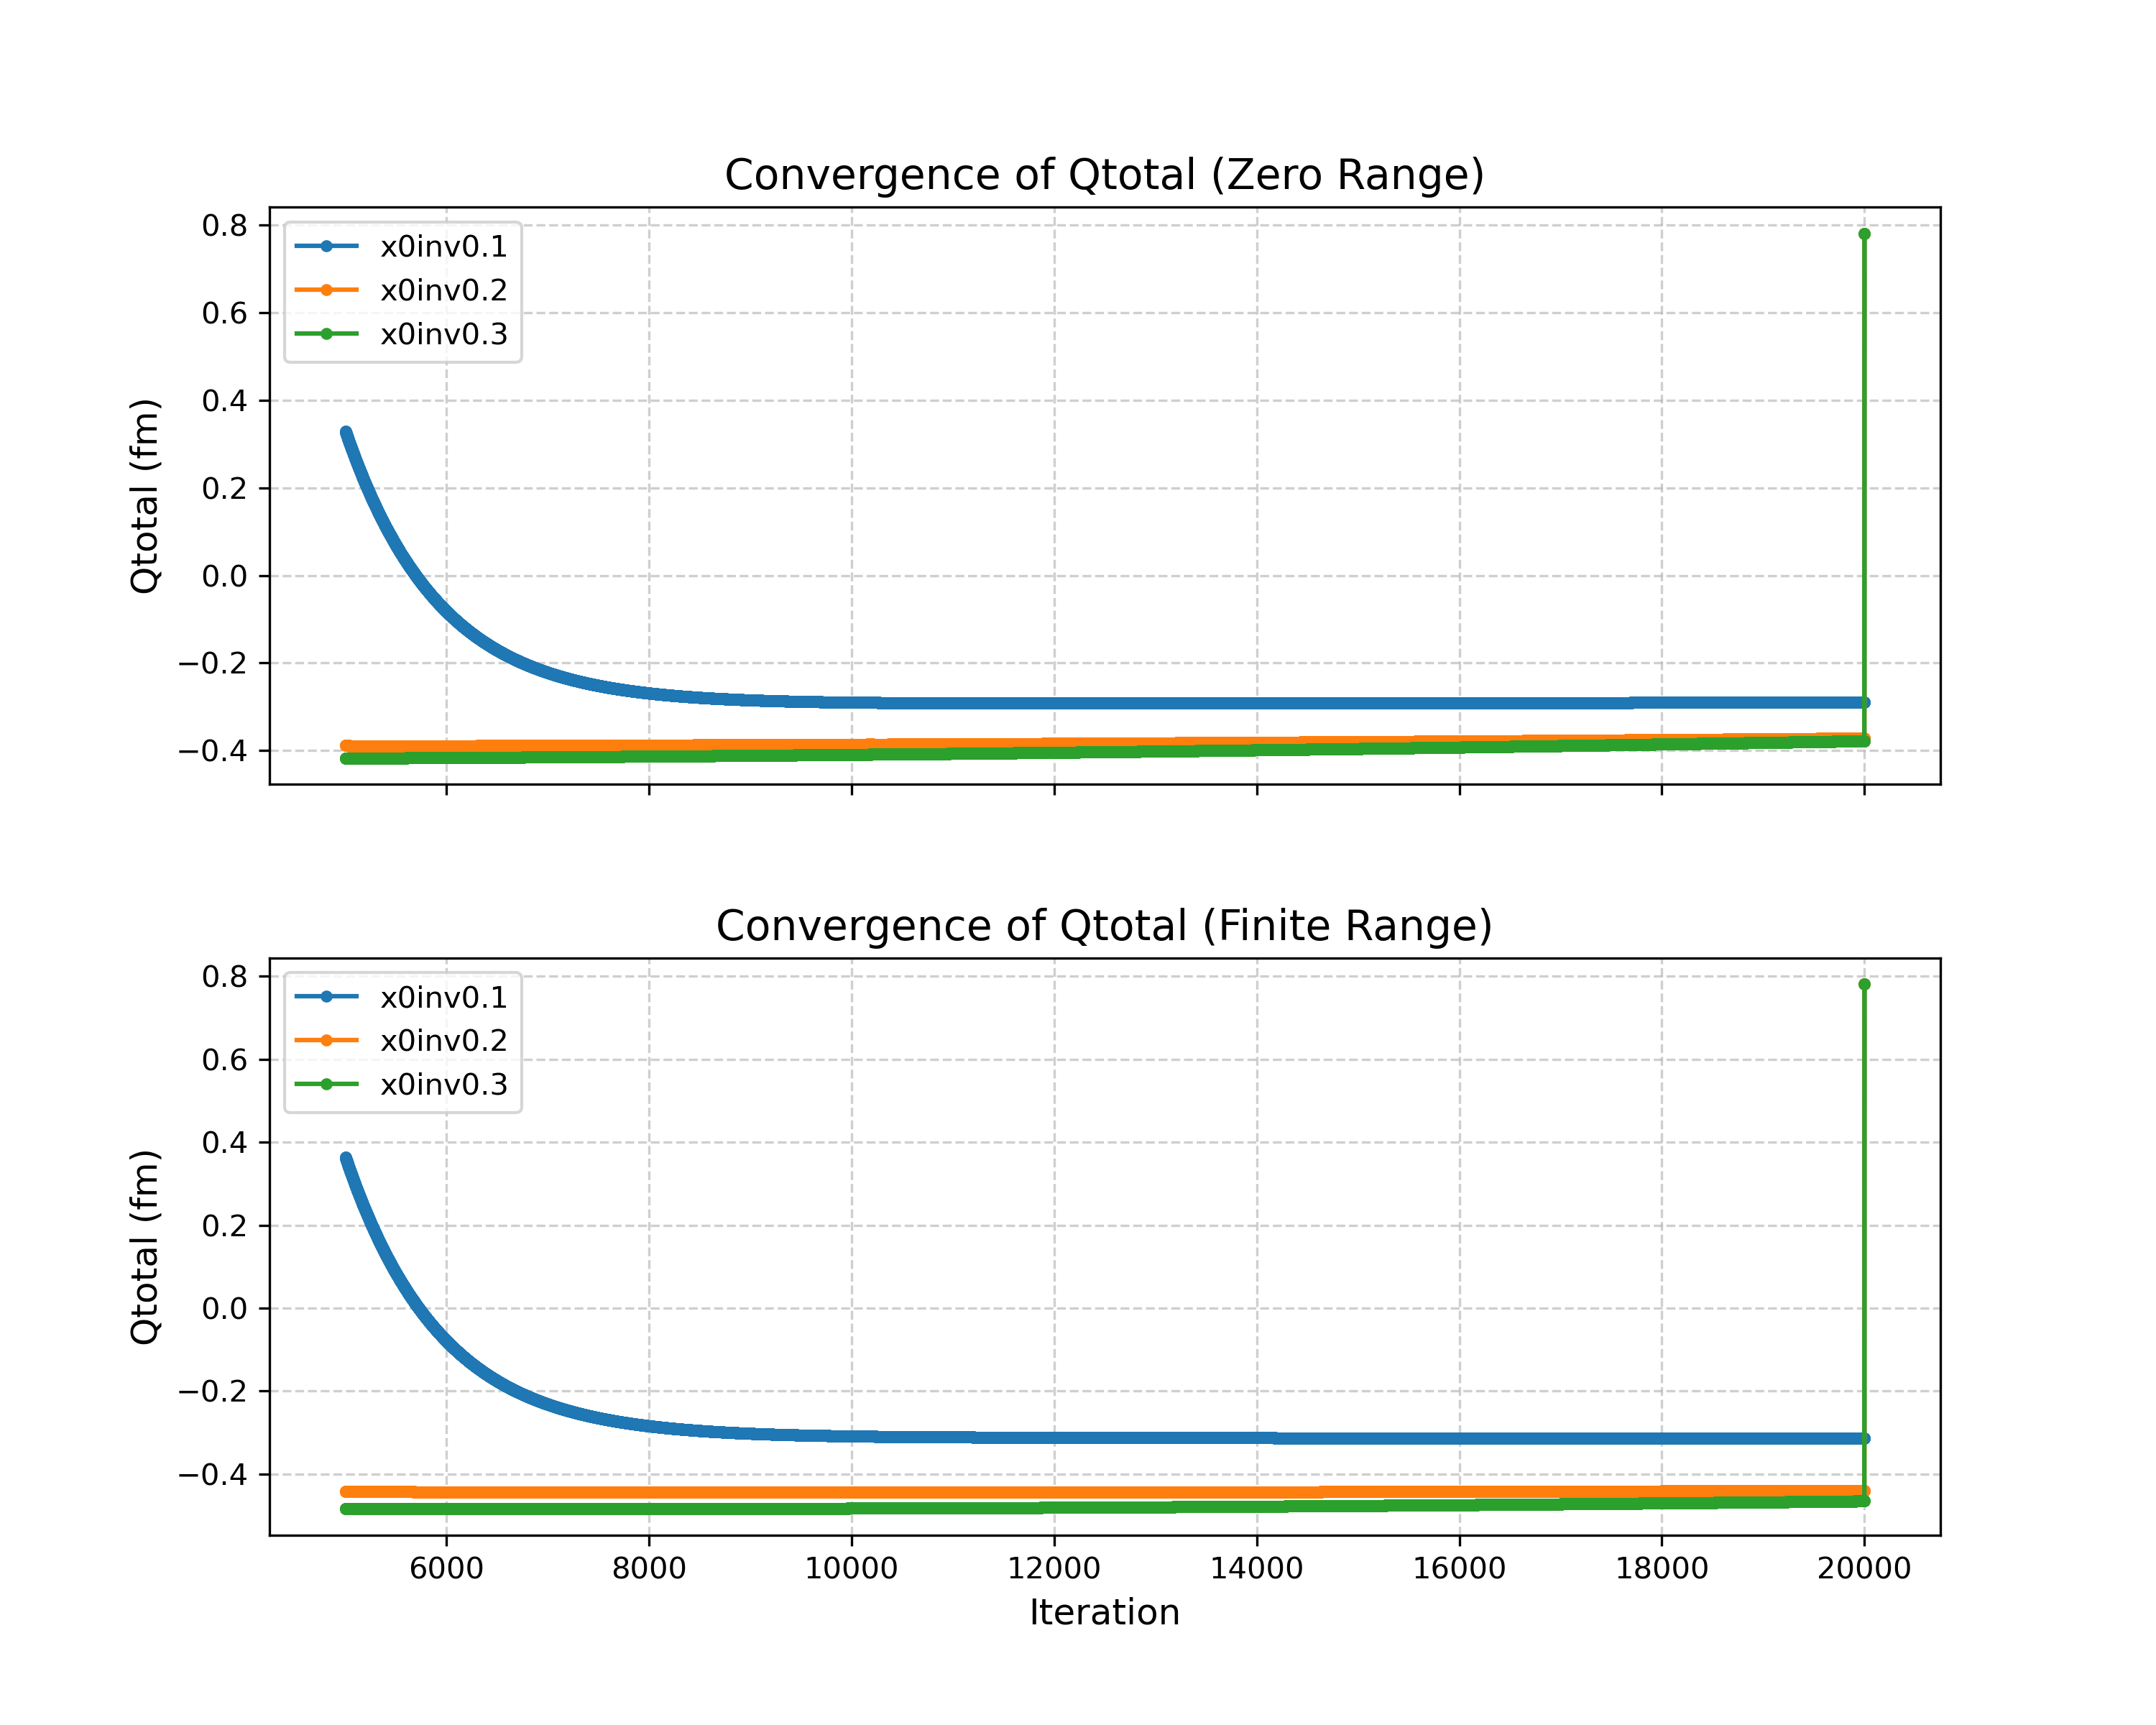 Convergence of Qtotal (Zero Range)
Qtotal (fm)
0.8
0.6
0.4
0.2
0.0
−0.2
−0.4
x0inv0.1
x0inv0.2
x0inv0.3
Convergence of Qtotal (Finite Range)
Qtotal (fm)
0.8
0.6
0.4
0.2
0.0
−0.2
−0.4
x0inv0.1
x0inv0.2
x0inv0.3
6000 8000 10000 12000 14000 16000 18000 20000
Iteration